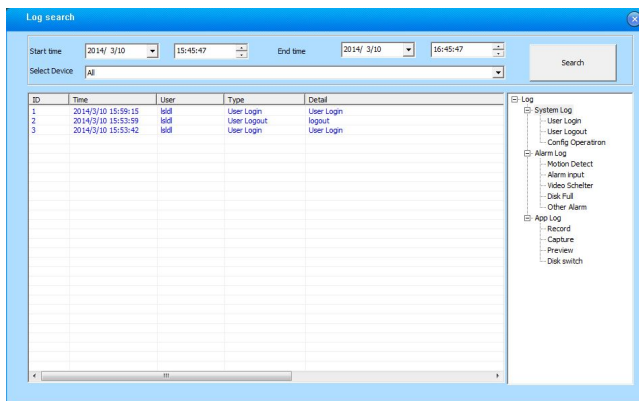 Log search
Start time 2014/ 3/10 15:45:47 End time 2014/ 3/10 16:45:47 Search
Select Device All
ID Time User Type Detail
1 2014/3/10 15:59:15 lsldl User Login User Login
2 2014/3/10 15:53:59 lsldl User Logout logout
3 2014/3/10 15:53:42 lsldl User Login User Login
Log
System Log
User Login
User Logout
Config Operatiron
Alarm Log
Motion Detect
Alarm input
Video Schelter
Disk Full
Other Alarm
App Log
Record
Capture
Preview
Disk switch